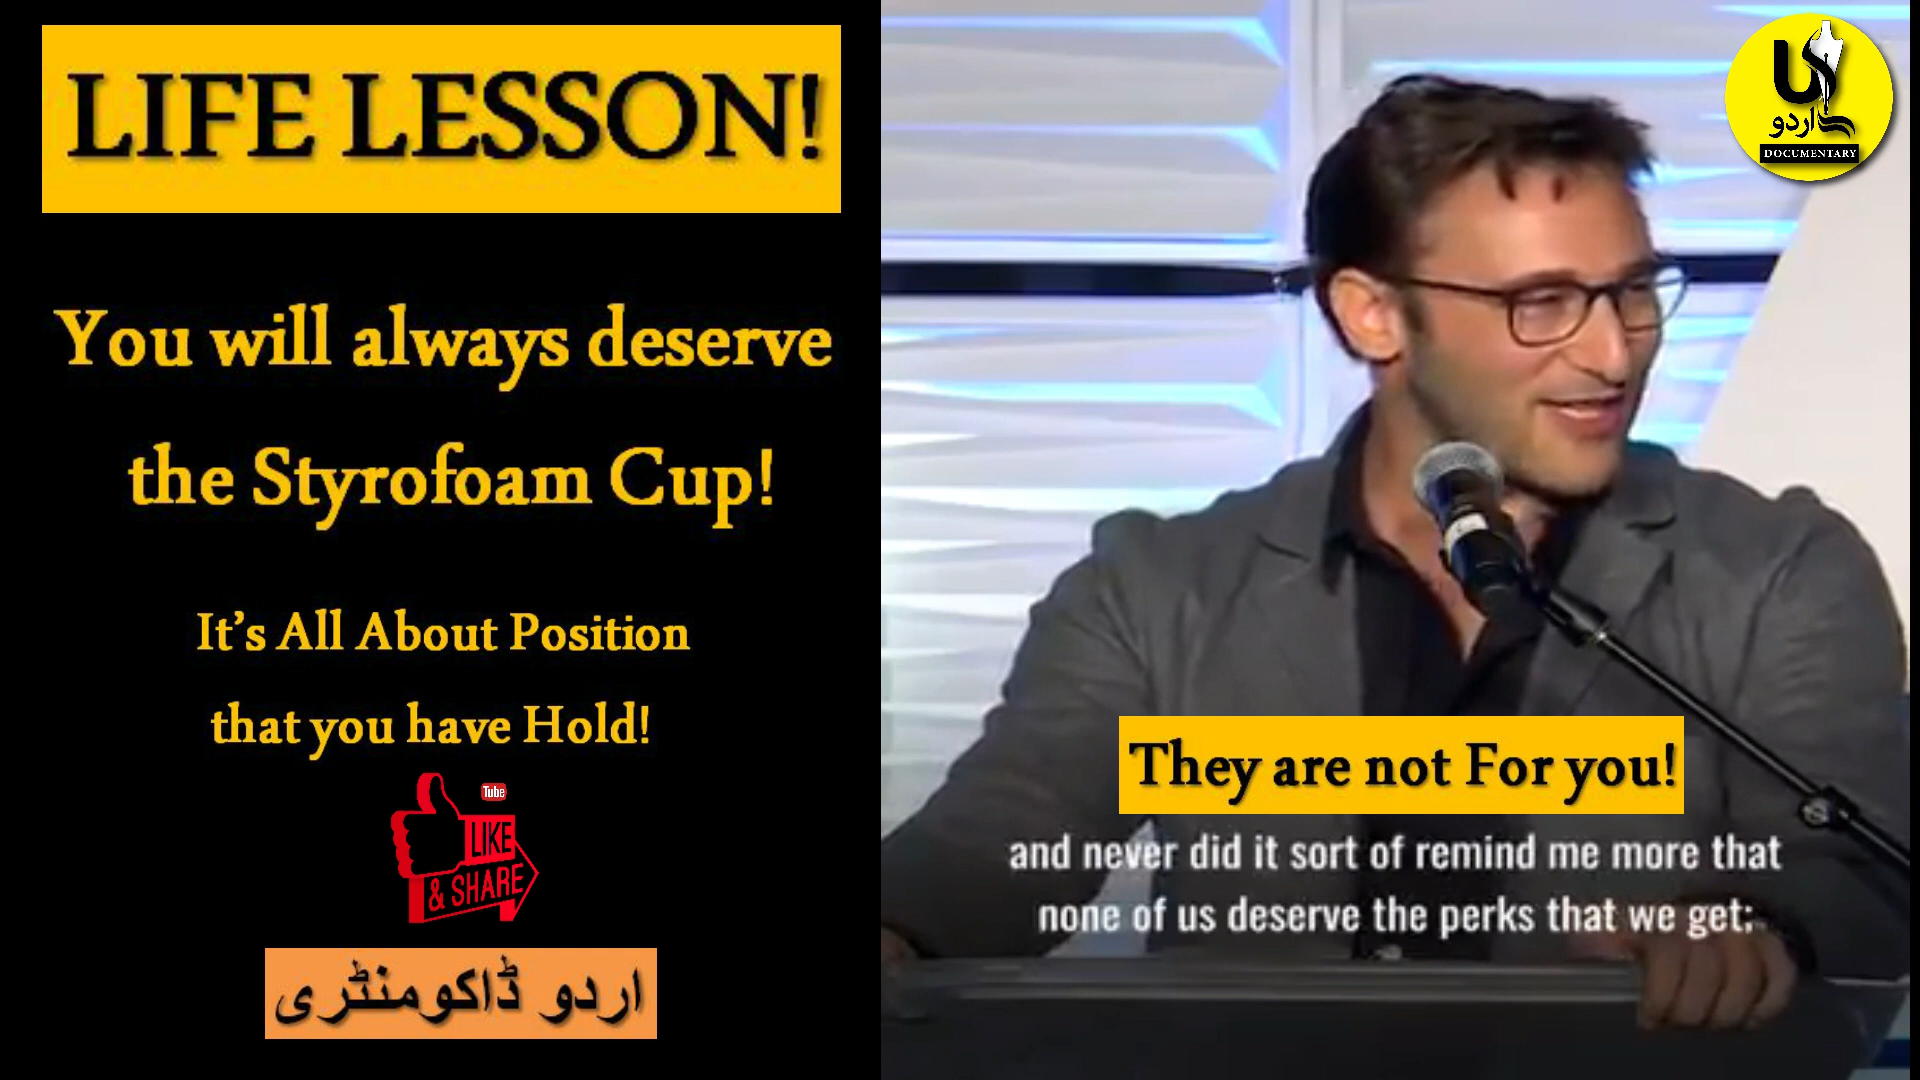 LIFE LESSON!
You will always deserve
the Styrofoam Cup!
It's All About Position
that you have Hold!
Tube
LIKE
& SHARE
اردو ڈاکومنٹری
اردو
DOCUMENTARY
They are not For you!
and never did it sort of remind me more that
none of us deserve the perks that we get;